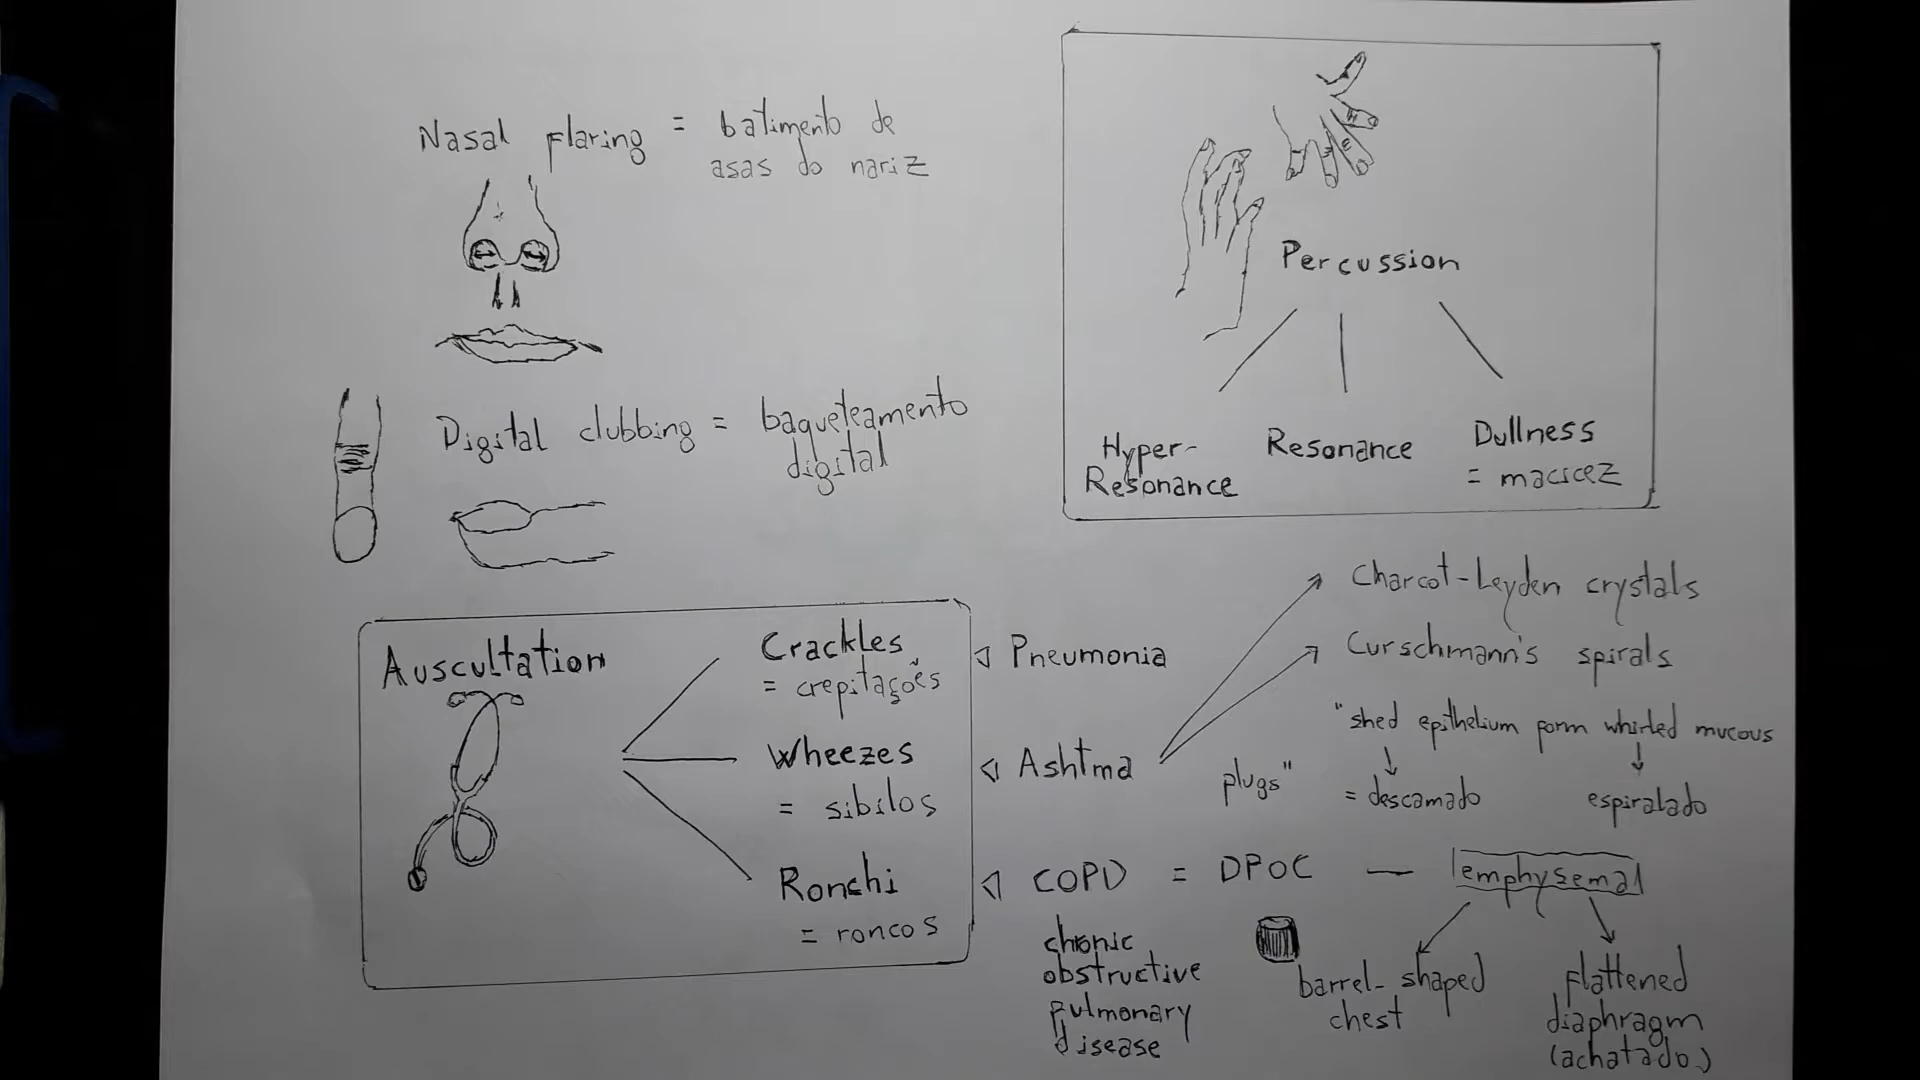 Nasal flaring = batimento de
asas do nariz
Digital clubbing = baqueteamento
digital
Percussion
Hyper-
Resonance
Resonance
Dullness
= macicez
Auscultation
Crackles
= crepitações
Wheezes
= sibilos
Ronchi
= roncos
Pneumonia
Ashtma
COPD = DPOC — emphysema
chronic
obstructive
pulmonary
disease
Charcot-Leyden crystals
Curschmann's spirals
"shed epithelium form whirled mucous
plugs" = descamado
espiralado
barrel-shaped
chest
flattened
diaphragm
(achatado)